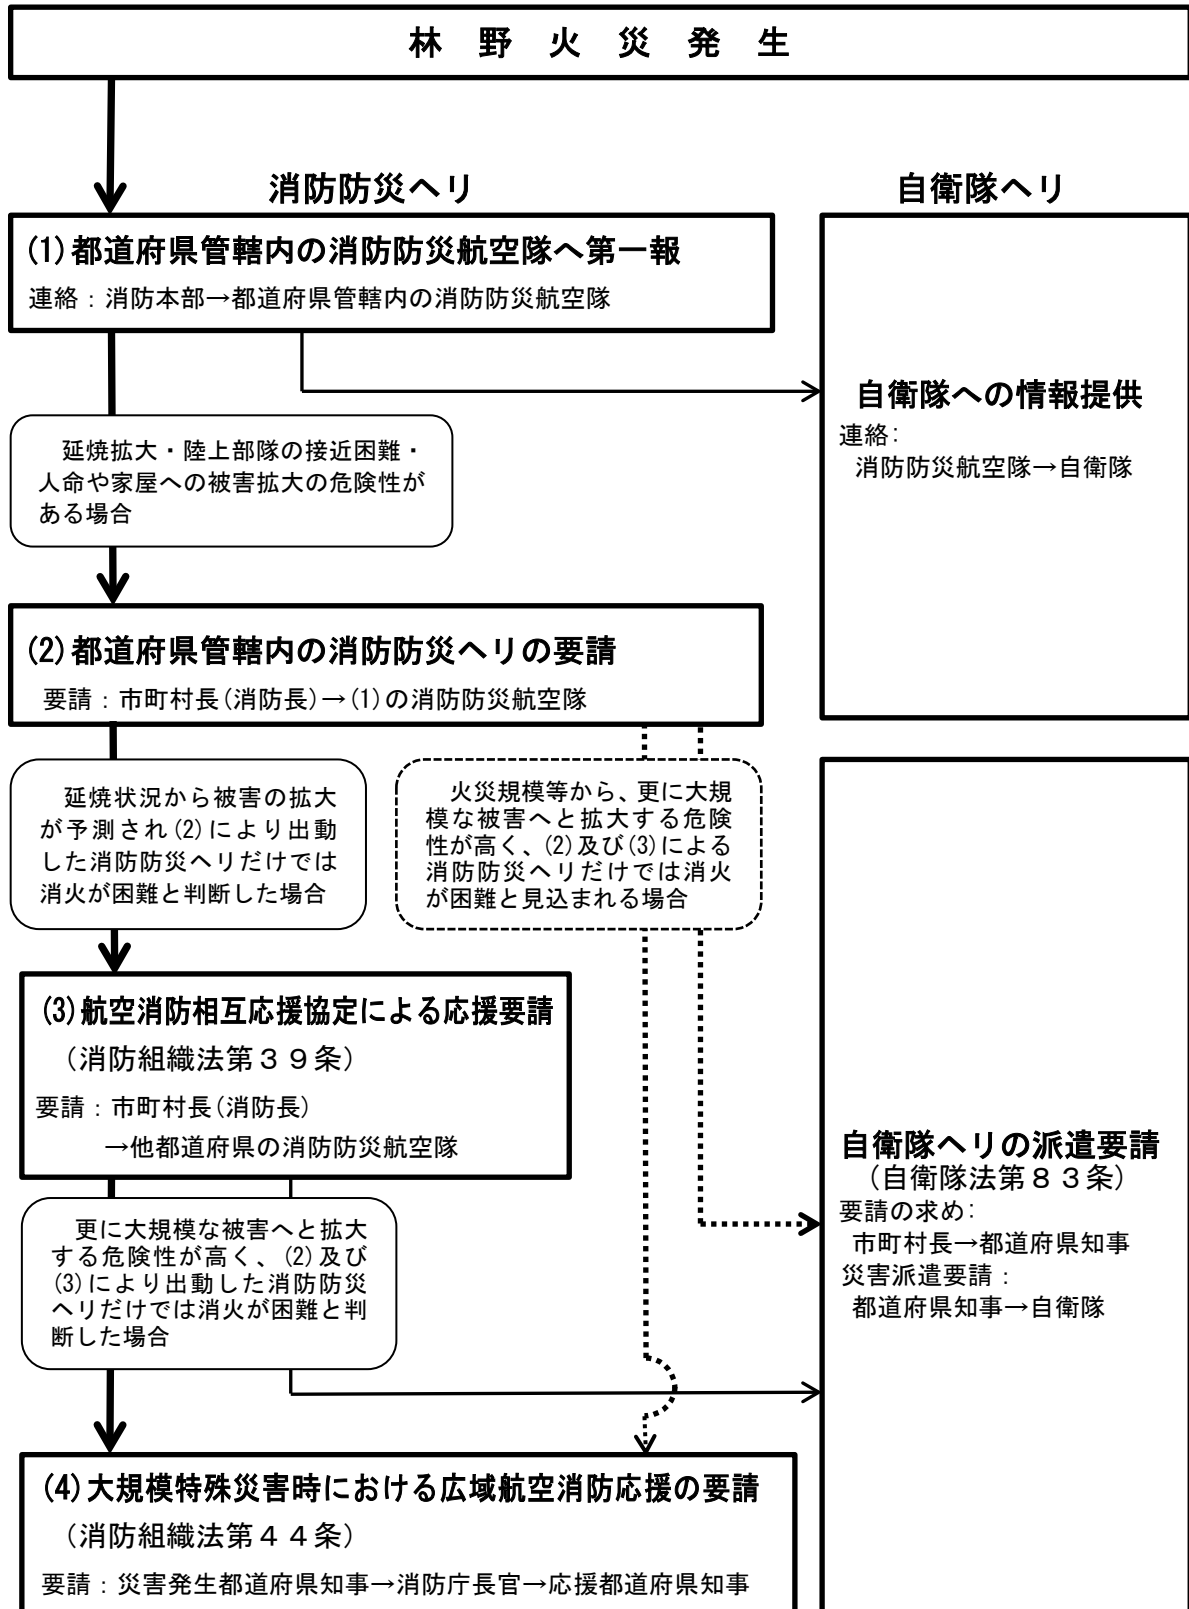 林　野　火　災　発　生
消防防災ヘリ
自衛隊ヘリ
(1)都道府県管轄内の消防防災航空隊へ第一報
連絡：消防本部→都道府県管轄内の消防防災航空隊
自衛隊への情報提供
連絡：
消防防災航空隊→自衛隊
延焼拡大・陸上部隊の接近困難・
人命や家屋への被害拡大の危険性が
ある場合
(2)都道府県管轄内の消防防災ヘリの要請
要請：市町村長(消防長)→(1)の消防防災航空隊
延焼状況から被害の拡大
が予測され(2)により出動
した消防防災ヘリだけでは
消火が困難と判断した場合
火災規模等から、更に大規
模な被害へと拡大する危険
性が高く、(2)及び(3)による
消防防災ヘリだけでは消火
が困難と見込まれる場合
(3)航空消防相互応援協定による応援要請
（消防組織法第３９条）
要請：市町村長(消防長)
→他都道府県の消防防災航空隊
自衛隊ヘリの派遣要請
（自衛隊法第８３条）
要請の求め：
市町村長→都道府県知事
災害派遣要請：
都道府県知事→自衛隊
更に大規模な被害へと拡大
する危険性が高く、(2)及び
(3)により出動した消防防災
ヘリだけでは消火が困難と判
断した場合
(4)大規模特殊災害時における広域航空消防応援の要請
（消防組織法第４４条）
要請：災害発生都道府県知事→消防庁長官→応援都道府県知事